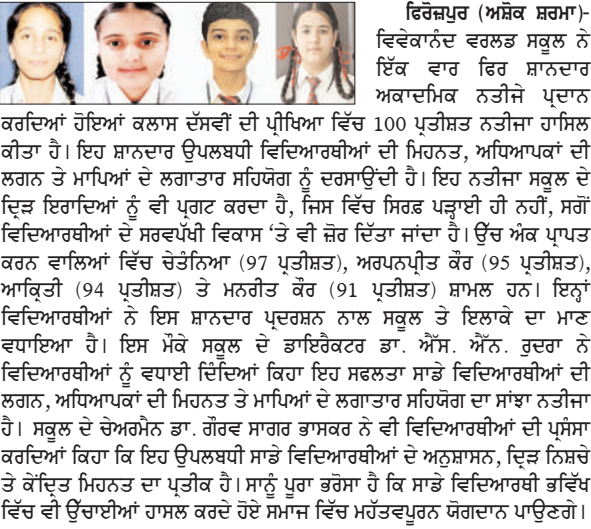 ਫਿਰੋਜ਼ਪੁਰ (ਅਸ਼ੋਕ ਸ਼ਰਮਾ)-
ਵਿਵੇਕਾਨੰਦ ਵਰਲਡ ਸਕੂਲ ਨੇ
ਇੱਕ ਵਾਰ ਫਿਰ ਸ਼ਾਨਦਾਰ
ਅਕਾਦਮਿਕ ਨਤੀਜੇ ਪ੍ਰਦਾਨ
ਕਰਦਿਆਂ ਹੋਇਆਂ ਕਲਾਸ ਦੱਸਵੀਂ ਦੀ ਪ੍ਰੀਖਿਆ ਵਿੱਚ 100 ਪ੍ਰਤੀਸ਼ਤ ਨਤੀਜਾ ਹਾਸਿਲ
ਕੀਤਾ ਹੈ। ਇਹ ਸ਼ਾਨਦਾਰ ਉਪਲਬਧੀ ਵਿਦਿਆਰਥੀਆਂ ਦੀ ਮਿਹਨਤ, ਅਧਿਆਪਕਾਂ ਦੀ
ਲਗਨ ਤੇ ਮਾਪਿਆਂ ਦੇ ਲਗਾਤਾਰ ਸਹਿਯੋਗ ਨੂੰ ਦਰਸਾਉਂਦੀ ਹੈ। ਇਹ ਨਤੀਜਾ ਸਕੂਲ ਦੇ
ਦ੍ਰਿੜ ਇਰਾਦਿਆਂ ਨੂੰ ਵੀ ਪ੍ਰਗਟ ਕਰਦਾ ਹੈ, ਜਿਸ ਵਿੱਚ ਸਿਰਫ਼ ਪੜ੍ਹਾਈ ਹੀ ਨਹੀਂ, ਸਗੋਂ
ਵਿਦਿਆਰਥੀਆਂ ਦੇ ਸਰਵਪੱਖੀ ਵਿਕਾਸ ‘ਤੇ ਵੀ ਜ਼ੋਰ ਦਿੱਤਾ ਜਾਂਦਾ ਹੈ। ਉੱਚ ਅੰਕ ਪ੍ਰਾਪਤ
ਕਰਨ ਵਾਲਿਆਂ ਵਿੱਚ ਚੇਤੰਨਿਆ (97 ਪ੍ਰਤੀਸ਼ਤ), ਅਰਪਨਪ੍ਰੀਤ ਕੌਰ (95 ਪ੍ਰਤੀਸ਼ਤ),
ਆਕ੍ਰਿਤੀ (94 ਪ੍ਰਤੀਸ਼ਤ) ਤੇ ਮਨਰੀਤ ਕੌਰ (91 ਪ੍ਰਤੀਸ਼ਤ) ਸ਼ਾਮਲ ਹਨ। ਇਨ੍ਹਾਂ
ਵਿਦਿਆਰਥੀਆਂ ਨੇ ਇਸ ਸ਼ਾਨਦਾਰ ਪ੍ਰਦਰਸ਼ਨ ਨਾਲ ਸਕੂਲ ਤੇ ਇਲਾਕੇ ਦਾ ਮਾਣ
ਵਧਾਇਆ ਹੈ। ਇਸ ਮੌਕੇ ਸਕੂਲ ਦੇ ਡਾਇਰੈਕਟਰ ਡਾ. ਐੱਸ. ਐੱਨ. ਰੁਦਰਾ ਨੇ
ਵਿਦਿਆਰਥੀਆਂ ਨੂੰ ਵਧਾਈ ਦਿੰਦਿਆਂ ਕਿਹਾ ਇਹ ਸਫਲਤਾ ਸਾਡੇ ਵਿਦਿਆਰਥੀਆਂ ਦੀ
ਲਗਨ, ਅਧਿਆਪਕਾਂ ਦੀ ਮਿਹਨਤ ਤੇ ਮਾਪਿਆਂ ਦੇ ਲਗਾਤਾਰ ਸਹਿਯੋਗ ਦਾ ਸਾਂਝਾ ਨਤੀਜਾ
ਹੈ। ਸਕੂਲ ਦੇ ਚੇਅਰਮੈਨ ਡਾ. ਗੌਰਵ ਸਾਗਰ ਭਾਸਕਰ ਨੇ ਵੀ ਵਿਦਿਆਰਥੀਆਂ ਦੀ ਪ੍ਰਸੰਸਾ
ਕਰਦਿਆਂ ਕਿਹਾ ਕਿ ਇਹ ਉਪਲਬਧੀ ਸਾਡੇ ਵਿਦਿਆਰਥੀਆਂ ਦੇ ਅਨੁਸ਼ਾਸਨ, ਦ੍ਰਿੜ ਨਿਸ਼ਚੇ
ਤੇ ਕੇਂਦ੍ਰਿਤ ਮਿਹਨਤ ਦਾ ਪ੍ਰਤੀਕ ਹੈ। ਸਾਨੂੰ ਪੂਰਾ ਭਰੋਸਾ ਹੈ ਕਿ ਸਾਡੇ ਵਿਦਿਆਰਥੀ ਭਵਿੱਖ
ਵਿੱਚ ਵੀ ਉੱਚਾਈਆਂ ਹਾਸਲ ਕਰਦੇ ਹੋਏ ਸਮਾਜ ਵਿੱਚ ਮਹੱਤਵਪੂਰਨ ਯੋਗਦਾਨ ਪਾਉਣਗੇ।